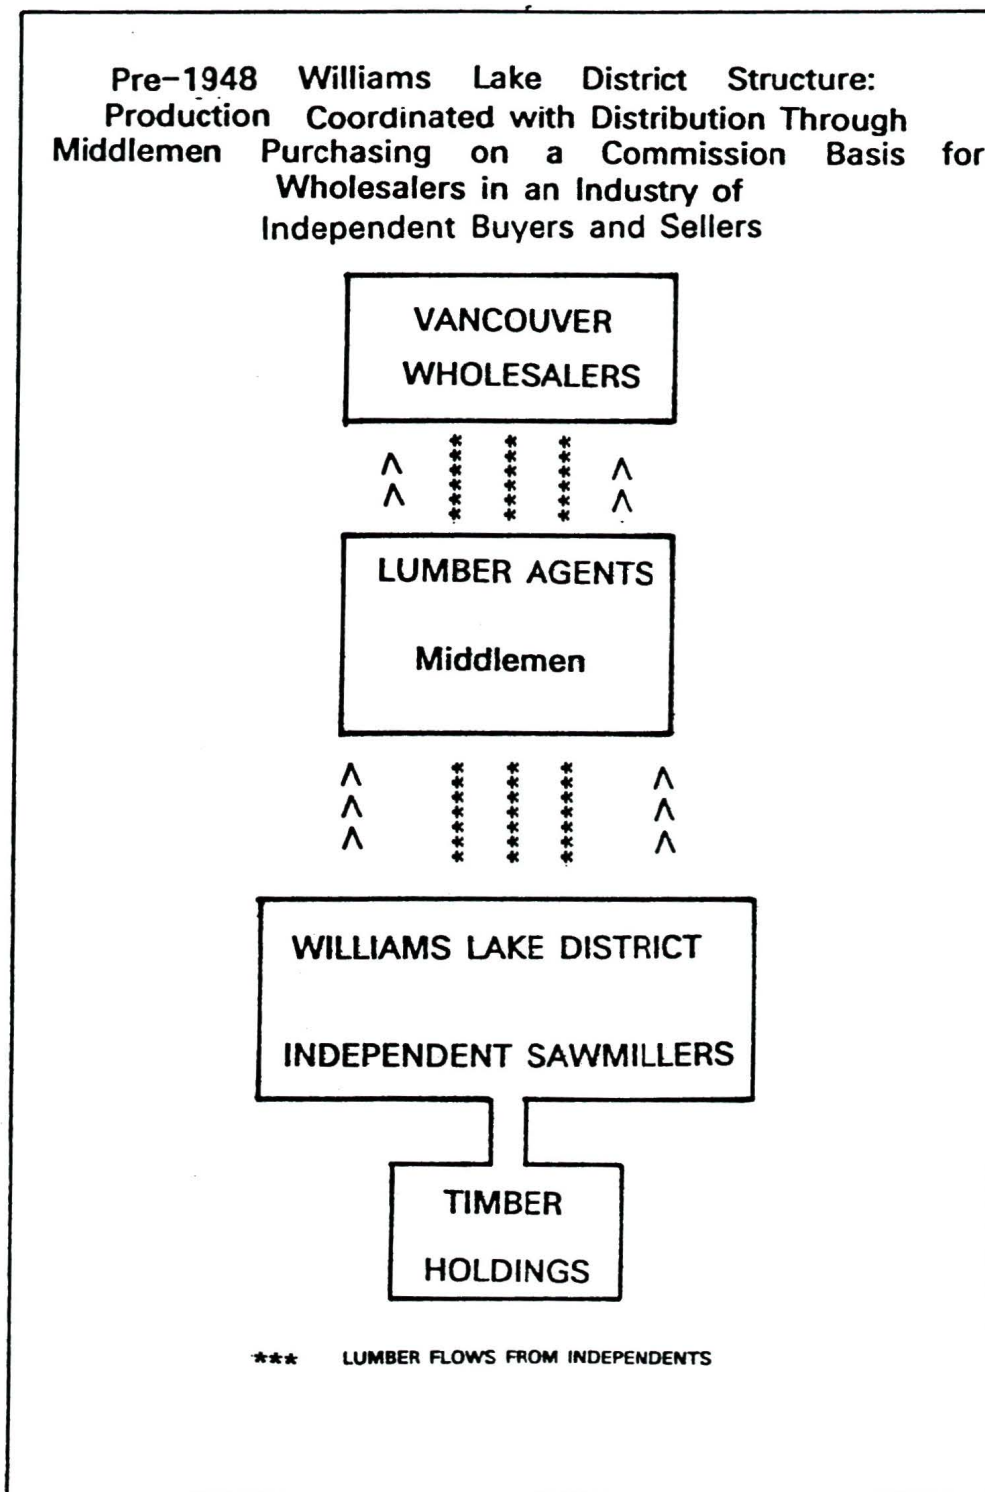 Pre-1948 Williams Lake District Structure:
Production Coordinated with Distribution Through
Middlemen Purchasing on a Commission Basis for
Wholesalers in an Industry of
Independent Buyers and Sellers
VANCOUVER
WHOLESALERS
LUMBER AGENTS
Middlemen
WILLIAMS LAKE DISTRICT
INDEPENDENT SAWMILLERS
TIMBER
HOLDINGS
*** LUMBER FLOWS FROM INDEPENDENTS